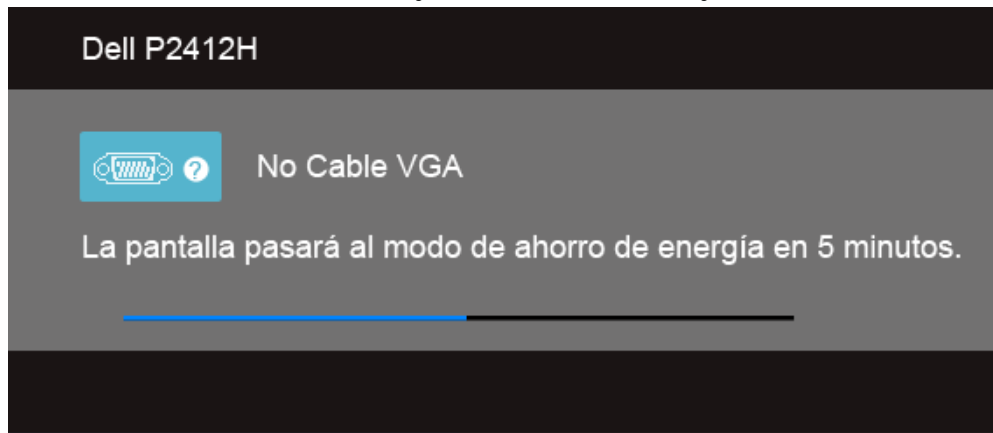 Dell P2412H
No Cable VGA
La pantalla pasará al modo de ahorro de energía en 5 minutos.